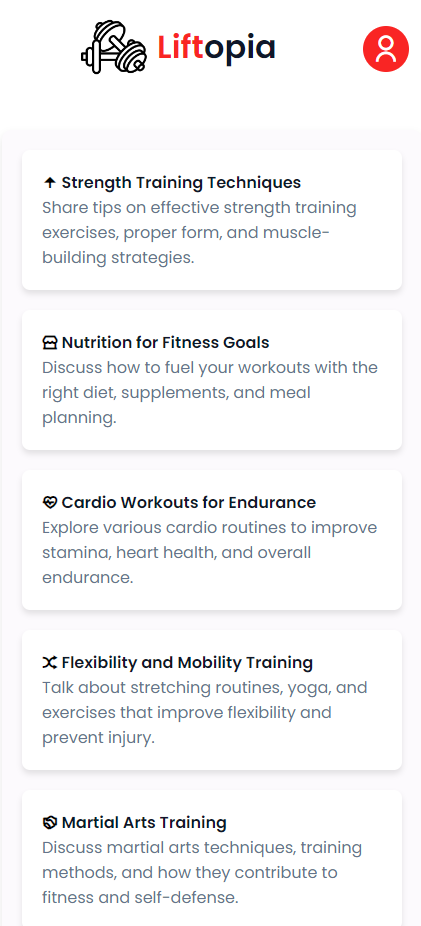 Liftopia
Strength Training Techniques
Share tips on effective strength training
exercises, proper form, and muscle-
building strategies.
Nutrition for Fitness Goals
Discuss how to fuel your workouts with the
right diet, supplements, and meal
planning.
Cardio Workouts for Endurance
Explore various cardio routines to improve
stamina, heart health, and overall
endurance.
Flexibility and Mobility Training
Talk about stretching routines, yoga, and
exercises that improve flexibility and
prevent injury.
Martial Arts Training
Discuss martial arts techniques, training
methods, and how they contribute to
fitness and self-defense.